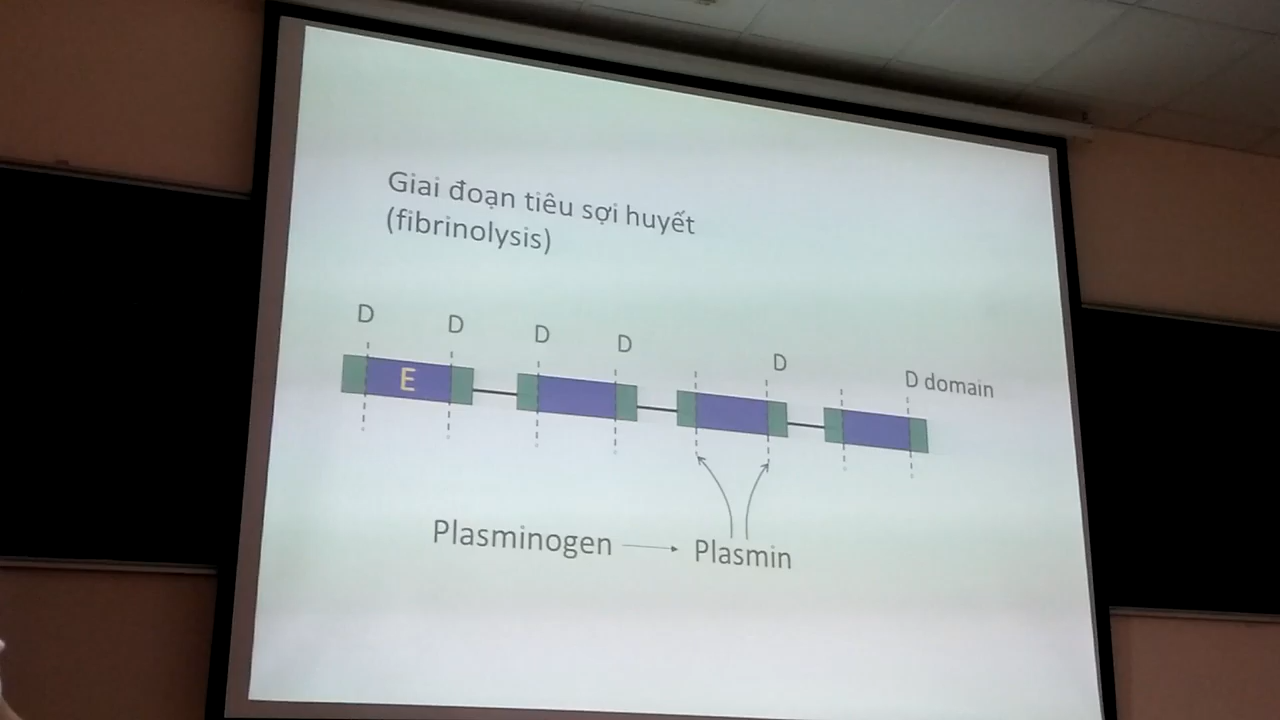 Giai đoạn tiêu sợi huyết
(fibrinolysis)
D
D
D
D
D
D domain
E
Plasminogen
Plasmin